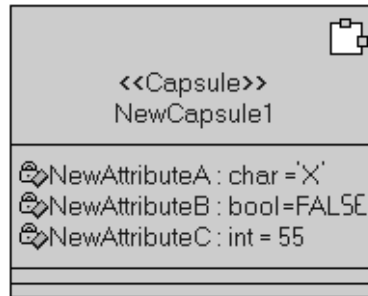 <<Capsule>>
NewCapsule1
NewAttributeA : char ='X'
NewAttributeB : bool=FALSE
NewAttributeC : int = 55